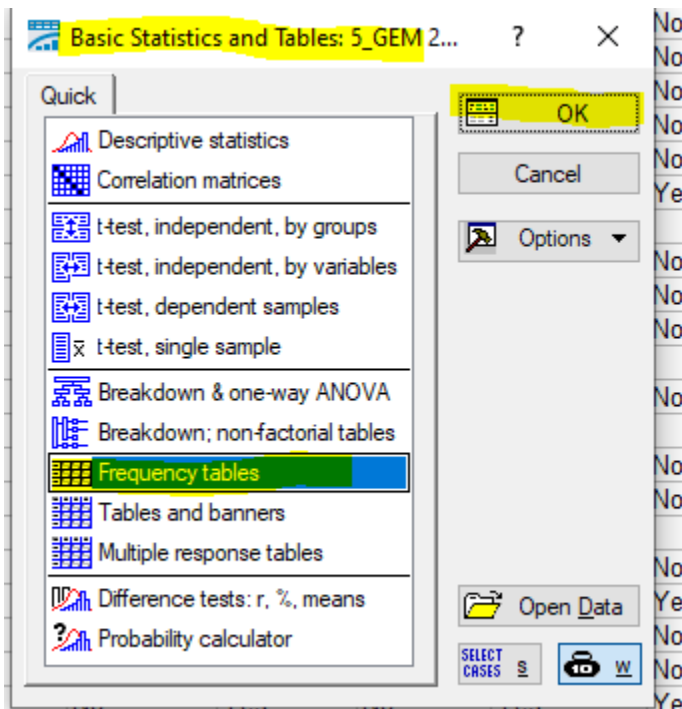 Basic Statistics and Tables: 5_GEM 2... ?
Quick
OK
Cancel
Options
Descriptive statistics
Correlation matrices
t-test, independent, by groups
t-test, independent, by variables
t-test, dependent samples
t-test, single sample
Breakdown & one-way ANOVA
Breakdown; non-factorial tables
Frequency tables
Tables and banners
Multiple response tables
Difference tests: r, %, means
Probability calculator
Open Data
SELECT
CASES S
W
No
No
No
No
No
Ye
No
No
No
No
No
No
No
Ye
No
No
Ye